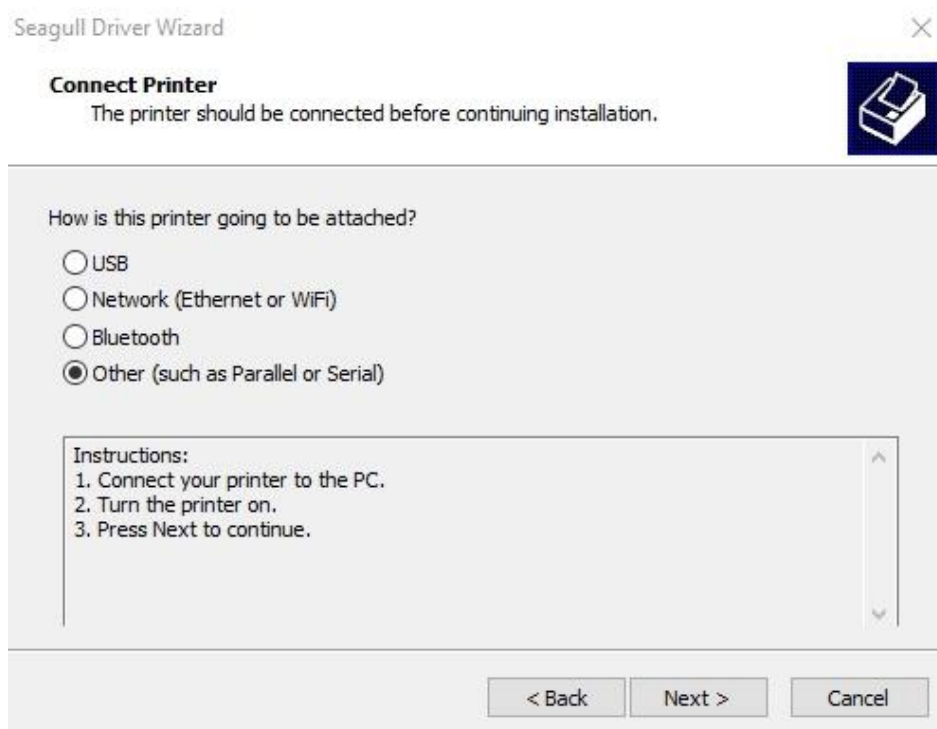 Seagull Driver Wizard
Connect Printer
The printer should be connected before continuing installation.
How is this printer going to be attached?
USB
Network (Ethernet or WiFi)
Bluetooth
Other (such as Parallel or Serial)
Instructions:
1. Connect your printer to the PC.
2. Turn the printer on.
3. Press Next to continue.
< Back Next > Cancel